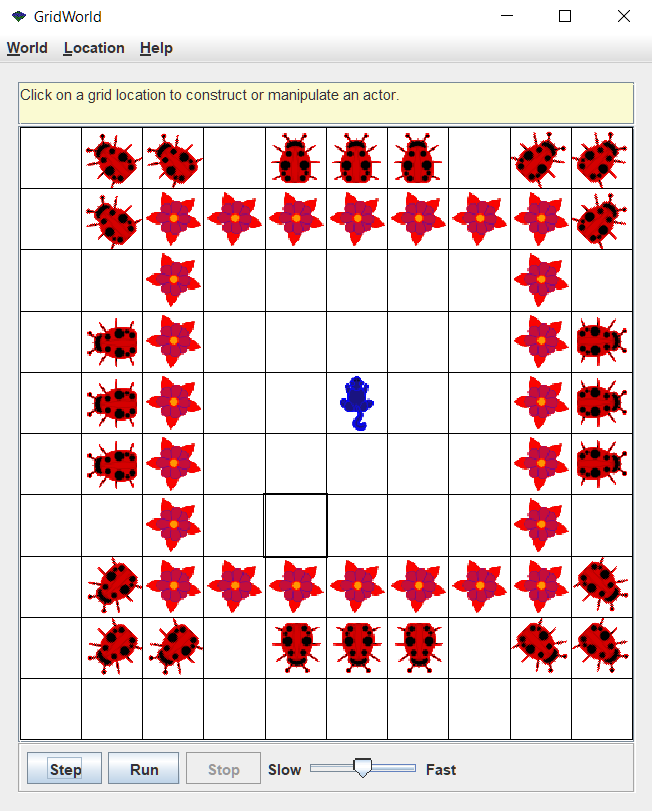 GridWorld
World Location Help
Click on a grid location to construct or manipulate an actor.
Step Run Stop Slow Fast